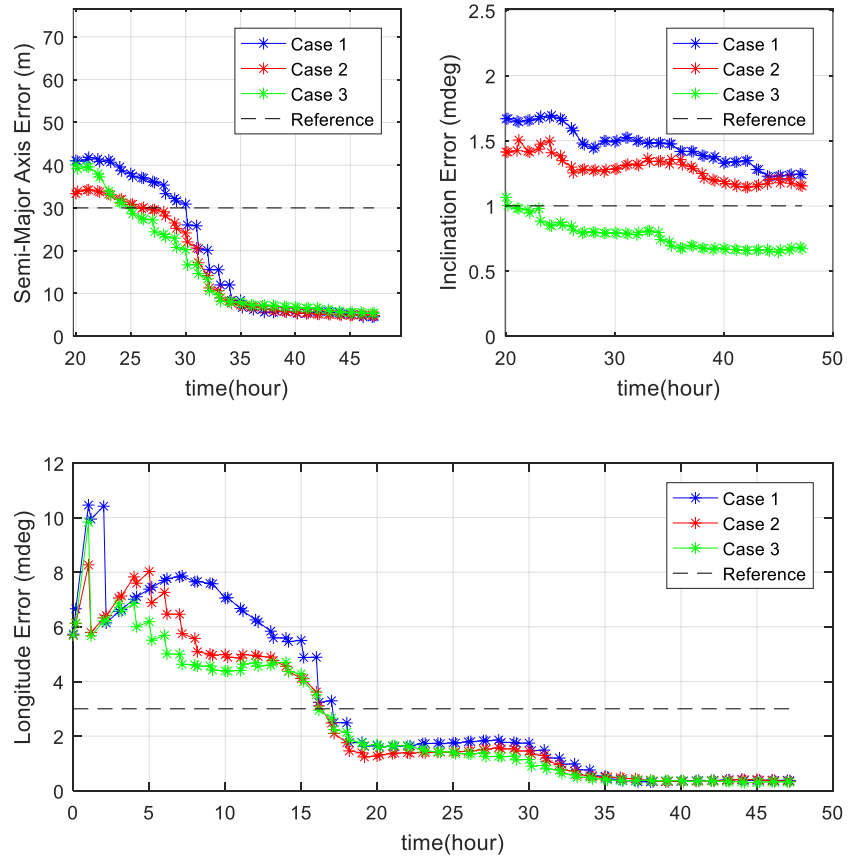 Semi-Major Axis Error (m)
70
60
50
40
30
20
10
0
20
25
30
35
40
45
time(hour)
Case 1
Case 2
Case 3
Reference
Inclination Error (mdeg)
2.5
2
1.5
1
0.5
0
20
30
40
50
time(hour)
Case 1
Case 2
Case 3
Reference
Longitude Error (mdeg)
12
10
8
6
4
2
0
0
5
10
15
20
25
30
35
40
45
50
time(hour)
Case 1
Case 2
Case 3
Reference